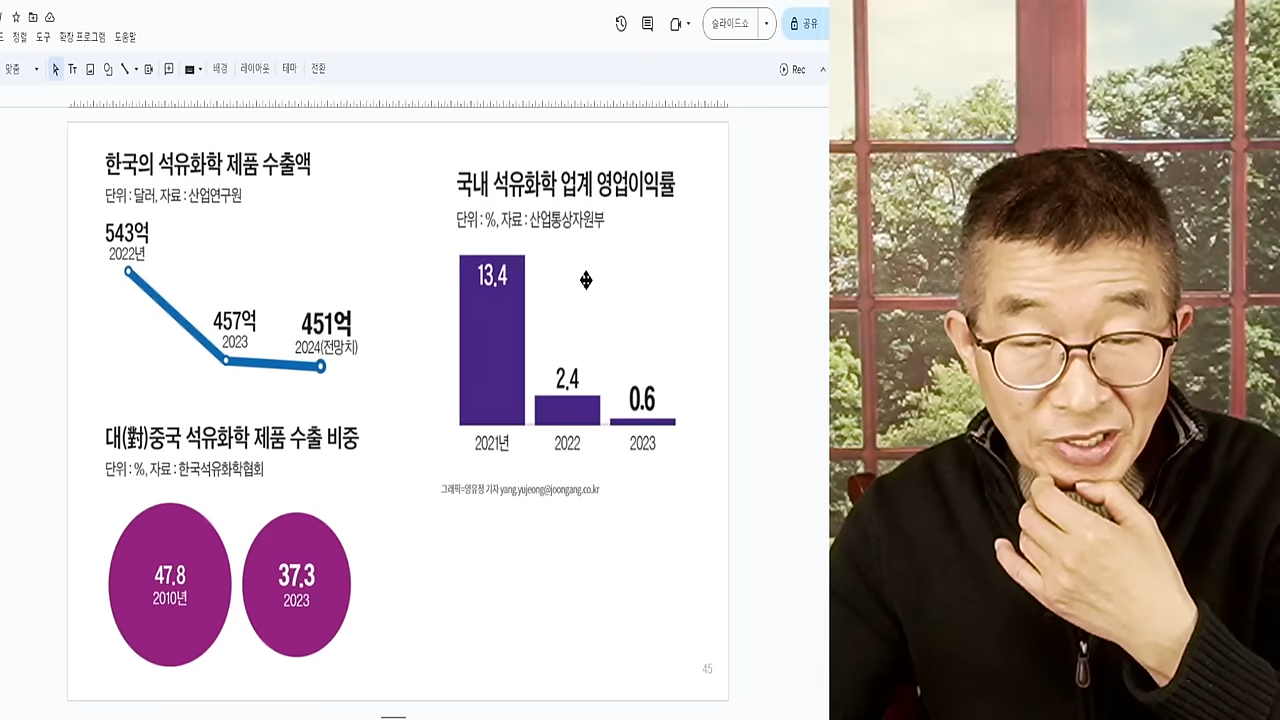 정렬 도구 확장 프로그램 도움말
슬라이드쇼
공유
맞춤
배경 레이아웃 테마 전환
Rec
한국의 석유화학 제품 수출액
단위 : 달러, 자료 : 산업연구원
543억
2022년
457억
2023
451억
2024(전망치)
대(對)중국 석유화학 제품 수출 비중
단위 : %, 자료 : 한국석유화학협회
47.8
2010년
37.3
2023
국내 석유화학 업계 영업이익률
단위 : %, 자료 : 산업통상자원부
13.4
2.4
0.6
2021년
2022
2023
그래픽=양유정 기자 yang.yujeong@joongang.co.kr
45